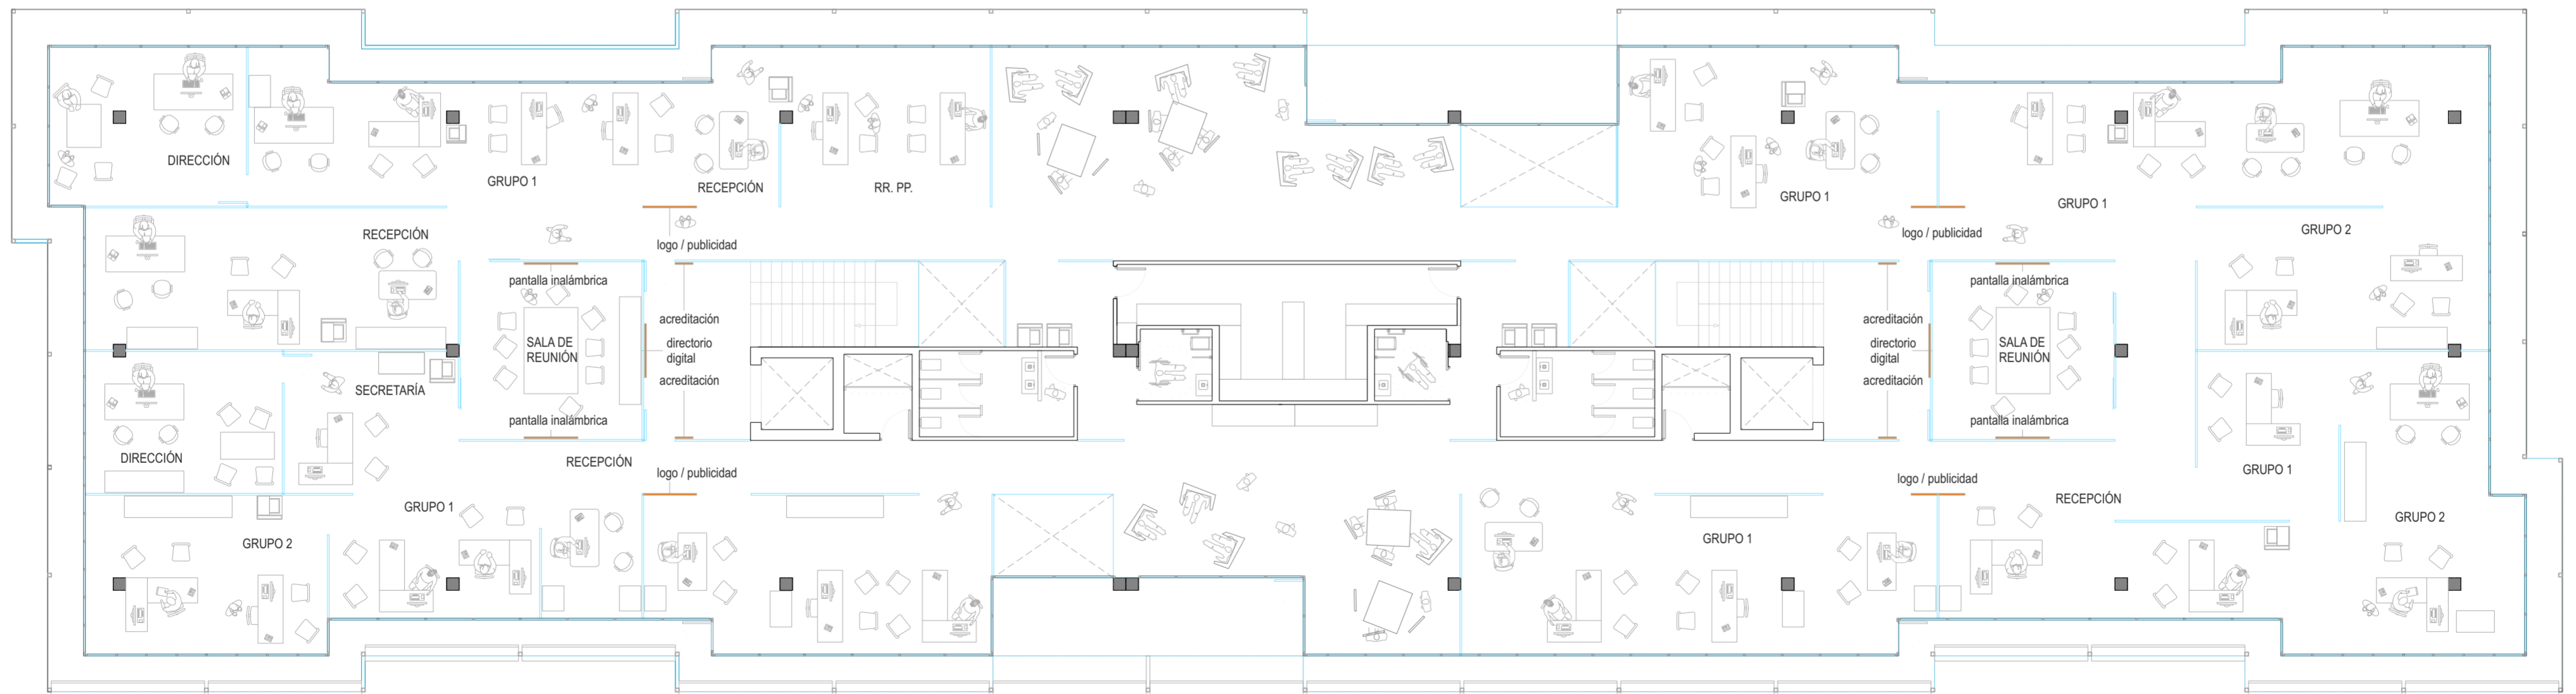 DIRECCIÓN
GRUPO 1
RECEPCIÓN
RR. PP.
GRUPO 1
GRUPO 1
RECEPCIÓN
logo / publicidad
logo / publicidad
GRUPO 2
pantalla inalámbrica
pantalla inalámbrica
acreditación
acreditación
SALA DE
REUNIÓN
directorio
digital
directorio
digital
SALA DE
REUNIÓN
acreditación
acreditación
SECRETARÍA
pantalla inalámbrica
pantalla inalámbrica
DIRECCIÓN
RECEPCIÓN
logo / publicidad
logo / publicidad
GRUPO 1
RECEPCIÓN
GRUPO 1
GRUPO 2
GRUPO 2
GRUPO 1